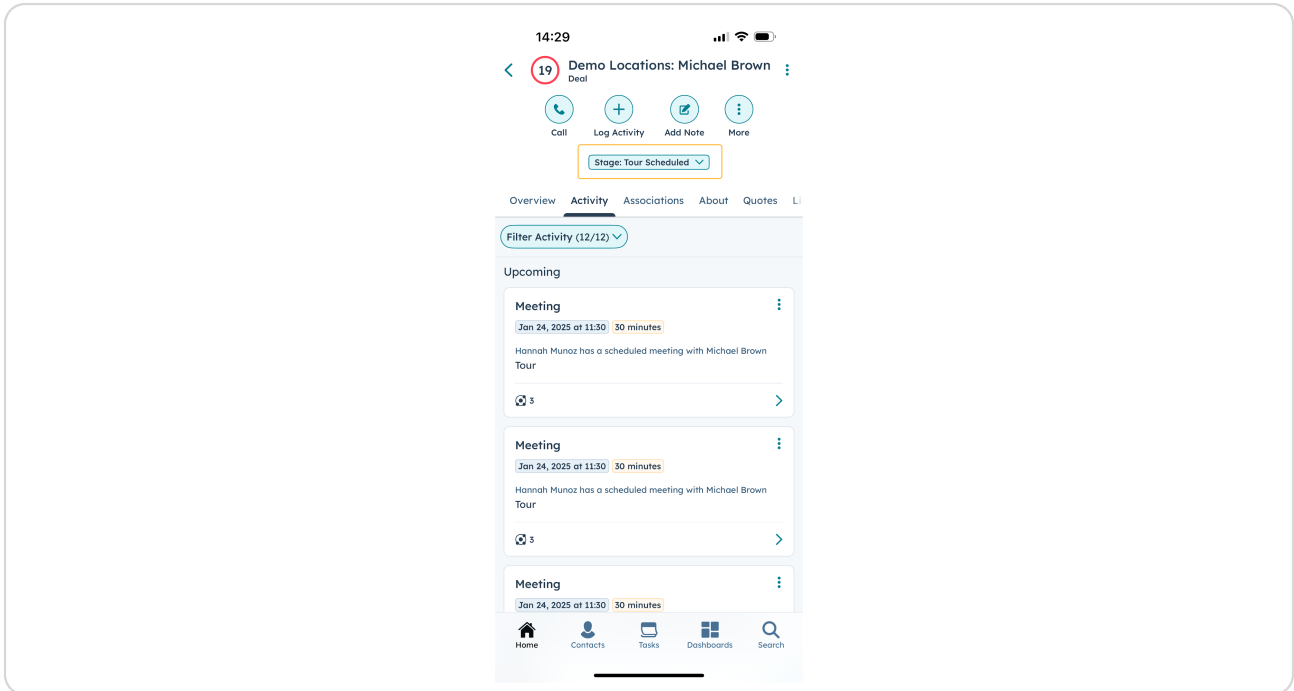 14:29
19
Demo Locations: Michael Brown
Deal
Call
Log Activity
Add Note
More
Stage: Tour Scheduled
Overview Activity Associations About Quotes
Filter Activity (12/12)
Upcoming
Meeting
Jan 24, 2025 at 11:30 30 minutes
Hannah Munoz has a scheduled meeting with Michael Brown
Tour
3
Meeting
Jan 24, 2025 at 11:30 30 minutes
Hannah Munoz has a scheduled meeting with Michael Brown
Tour
3
Meeting
Jan 24, 2025 at 11:30 30 minutes
Home Contacts Tasks Dashboards Search